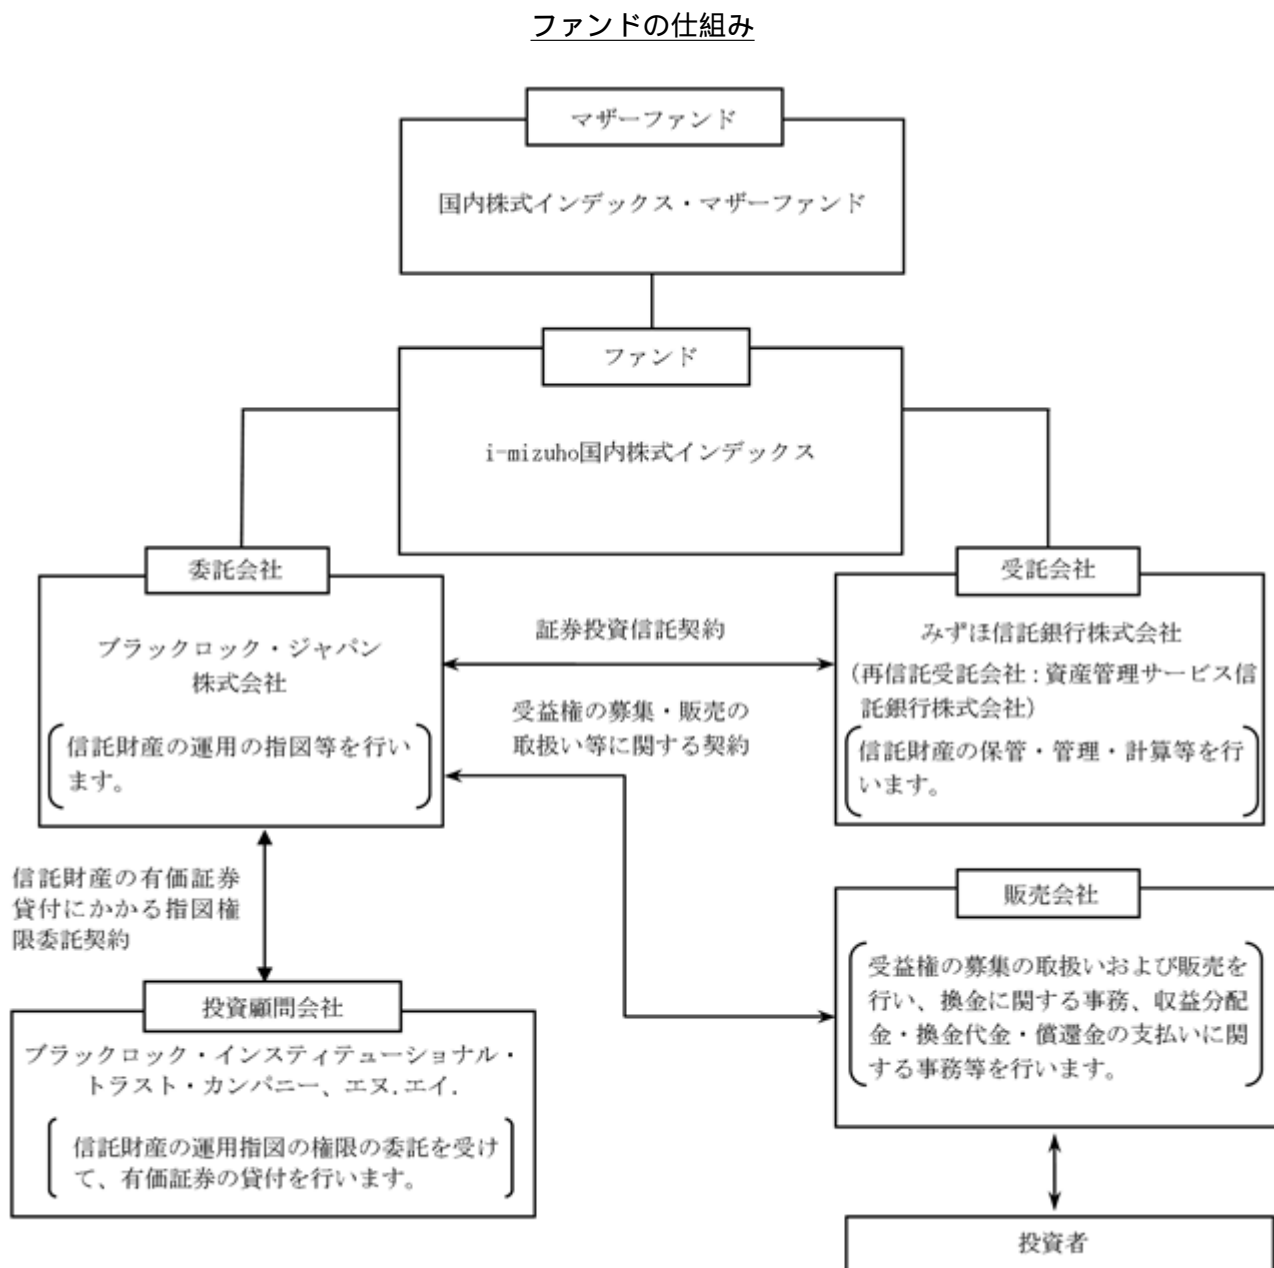 ファンドの仕組み
マザーファンド
国内株式インデックス・マザーファンド
ファンド
i-mizuho国内株式インデックス
委託会社
ブラックロック・ジャパン
株式会社
信託財産の運用の指図等を行い
ます。
証券投資信託契約
受益権の募集・販売の
取扱い等に関する契約
受託会社
みずほ信託銀行株式会社
(再信託受託会社:資産管理サービス信
託銀行株式会社)
信託財産の保管・管理・計算等を行
います。
信託財産の有価証券
貸付にかかる指図権
限委託契約
投資顧問会社
ブラックロック・インスティテューショナル・
トラスト・カンパニー、エヌ.エイ.
信託財産の運用指図の権限の委託を受け
て、有価証券の貸付を行います。
販売会社
受益権の募集の取扱いおよび販売を
行い、換金に関する事務、収益分配
金・換金代金・償還金の支払いに関
する事務等を行います。
投資者